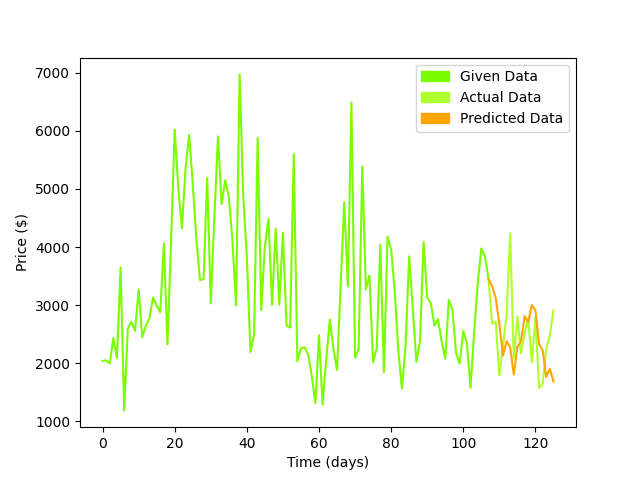 Given Data
Actual Data
Predicted Data
7000
6000
5000
4000
3000
2000
1000
Price ($)
0 20 40 60 80 100 120
Time (days)